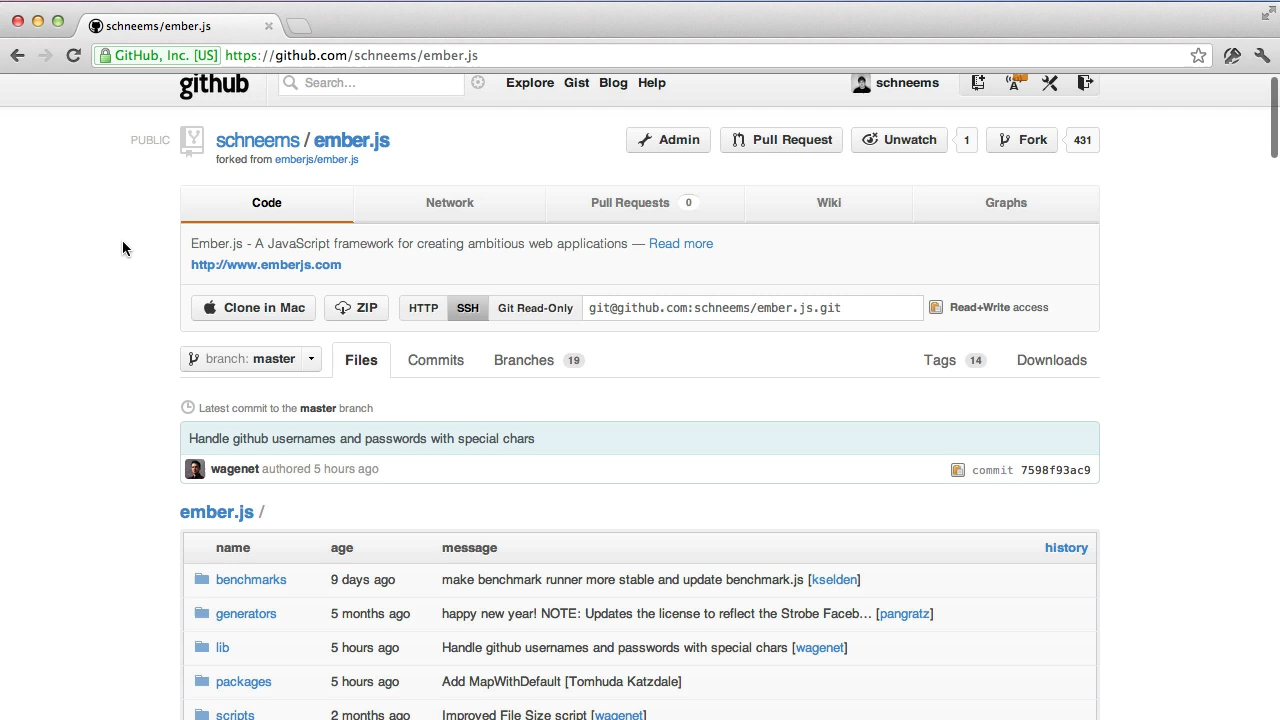 schneems/ember.js
GitHub, Inc. [US] https://github.com/schneems/ember.js
github Search... Explore Gist Blog Help schneems
PUBLIC schneems / ember.js Admin Pull Request Unwatch 1 Fork 431
forked from emberjs/ember.js
Code Network Pull Requests 0 Wiki Graphs
Ember.js - A JavaScript framework for creating ambitious web applications — Read more
http://www.emberjs.com
Clone in Mac ZIP HTTP SSH Git Read-Only git@github.com:schneems/ember.js.git Read+Write access
branch: master Files Commits Branches 19 Tags 14 Downloads
Latest commit to the master branch
Handle github usernames and passwords with special chars
wagenet authored 5 hours ago commit 7598f93ac9
ember.js /
name age message history
benchmarks 9 days ago make benchmark runner more stable and update benchmark.js [kselden]
generators 5 months ago happy new year! NOTE: Updates the license to reflect the Strobe Faceb... [pangratz]
lib 5 hours ago Handle github usernames and passwords with special chars [wagenet]
packages 5 hours ago Add MapWithDefault [Tomhuda Katzdale]
scripts 2 months ago Improved File Size script [wagenet]